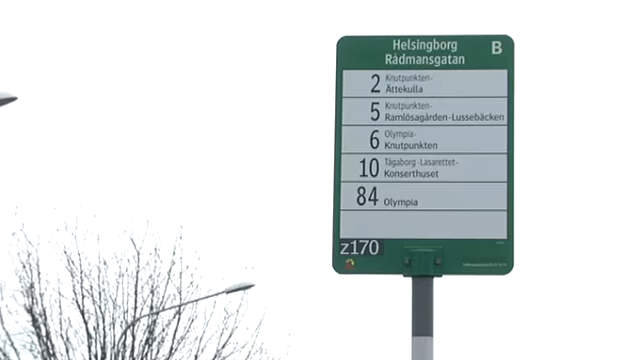 Helsingborg
Rådmansgatan
B
2 Knutpunkten-
Ättekulla
5 Knutpunkten-
Ramlösagården-Lussebäcken
6 Olympia-
Knutpunkten
10 Tågaborg-Lasarettet-
Konserthuset
84 Olympia
z170